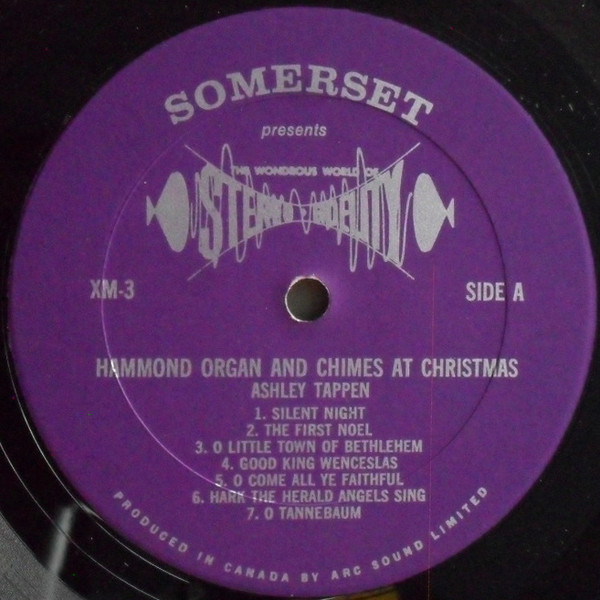 SOMERSET
presents
THE WONDROUS WORLD OF
STEREO-FIDELITY
XM-3
SIDE A
HAMMOND ORGAN AND CHIMES AT CHRISTMAS
ASHLEY TAPPEN
1. SILENT NIGHT
2. THE FIRST NOEL
3. O LITTLE TOWN OF BETHLEHEM
4. GOOD KING WENCESLAS
5. O COME ALL YE FAITHFUL
6. HARK THE HERALD ANGELS SING
7. O TANNEBAUM
PRODUCED IN CANADA BY ARC SOUND LIMITED